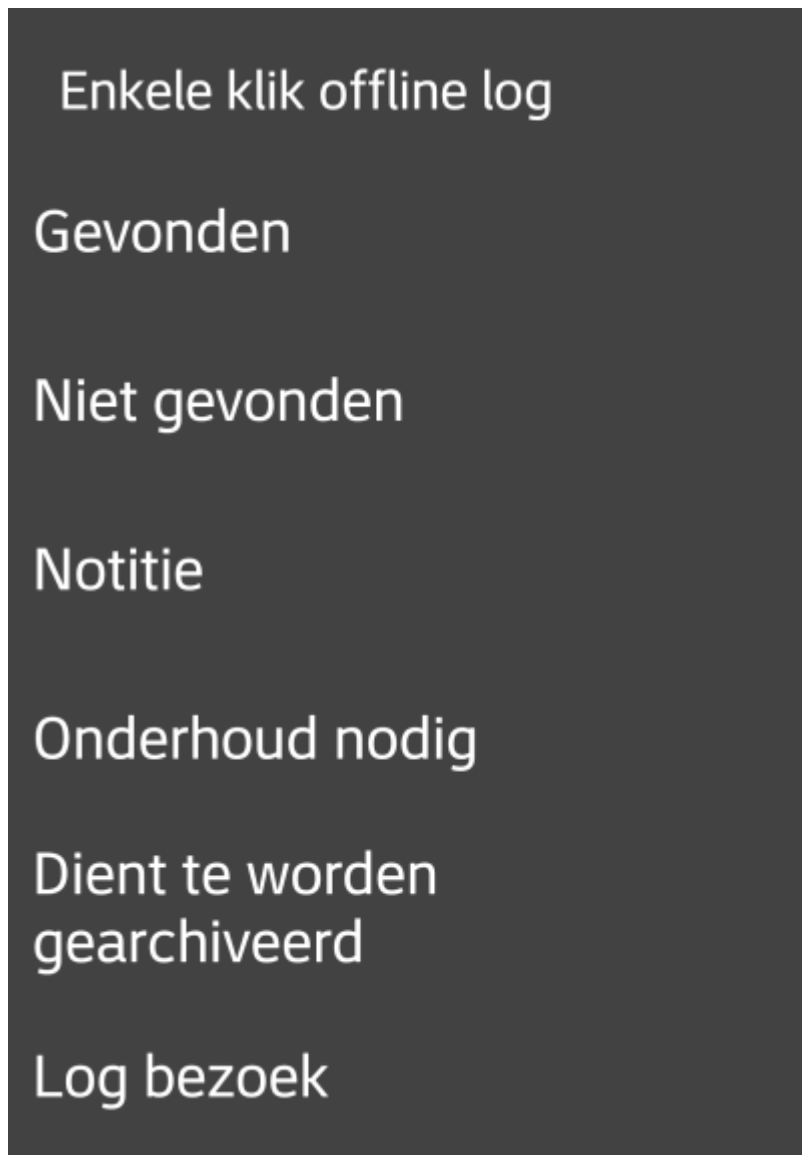 Enkele klik offline log
Gevonden
Niet gevonden
Notitie
Onderhoud nodig
Dient te worden
gearchiveerd
Log bezoek